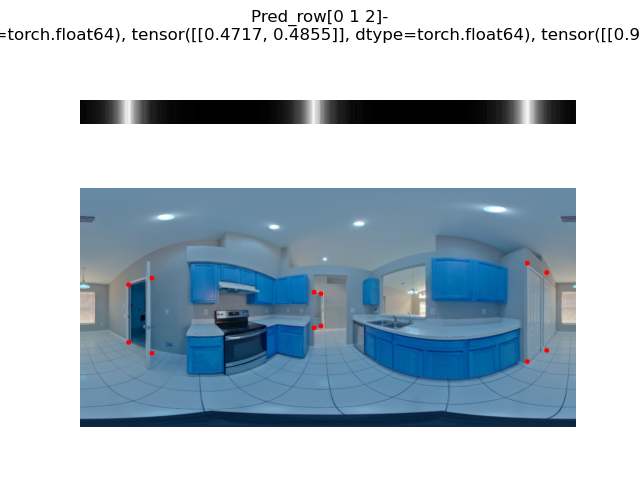 Pred_row[0 1 2]-
=torch.float64), tensor([[0.4717, 0.4855]], dtype=torch.float64), tensor([[0.9